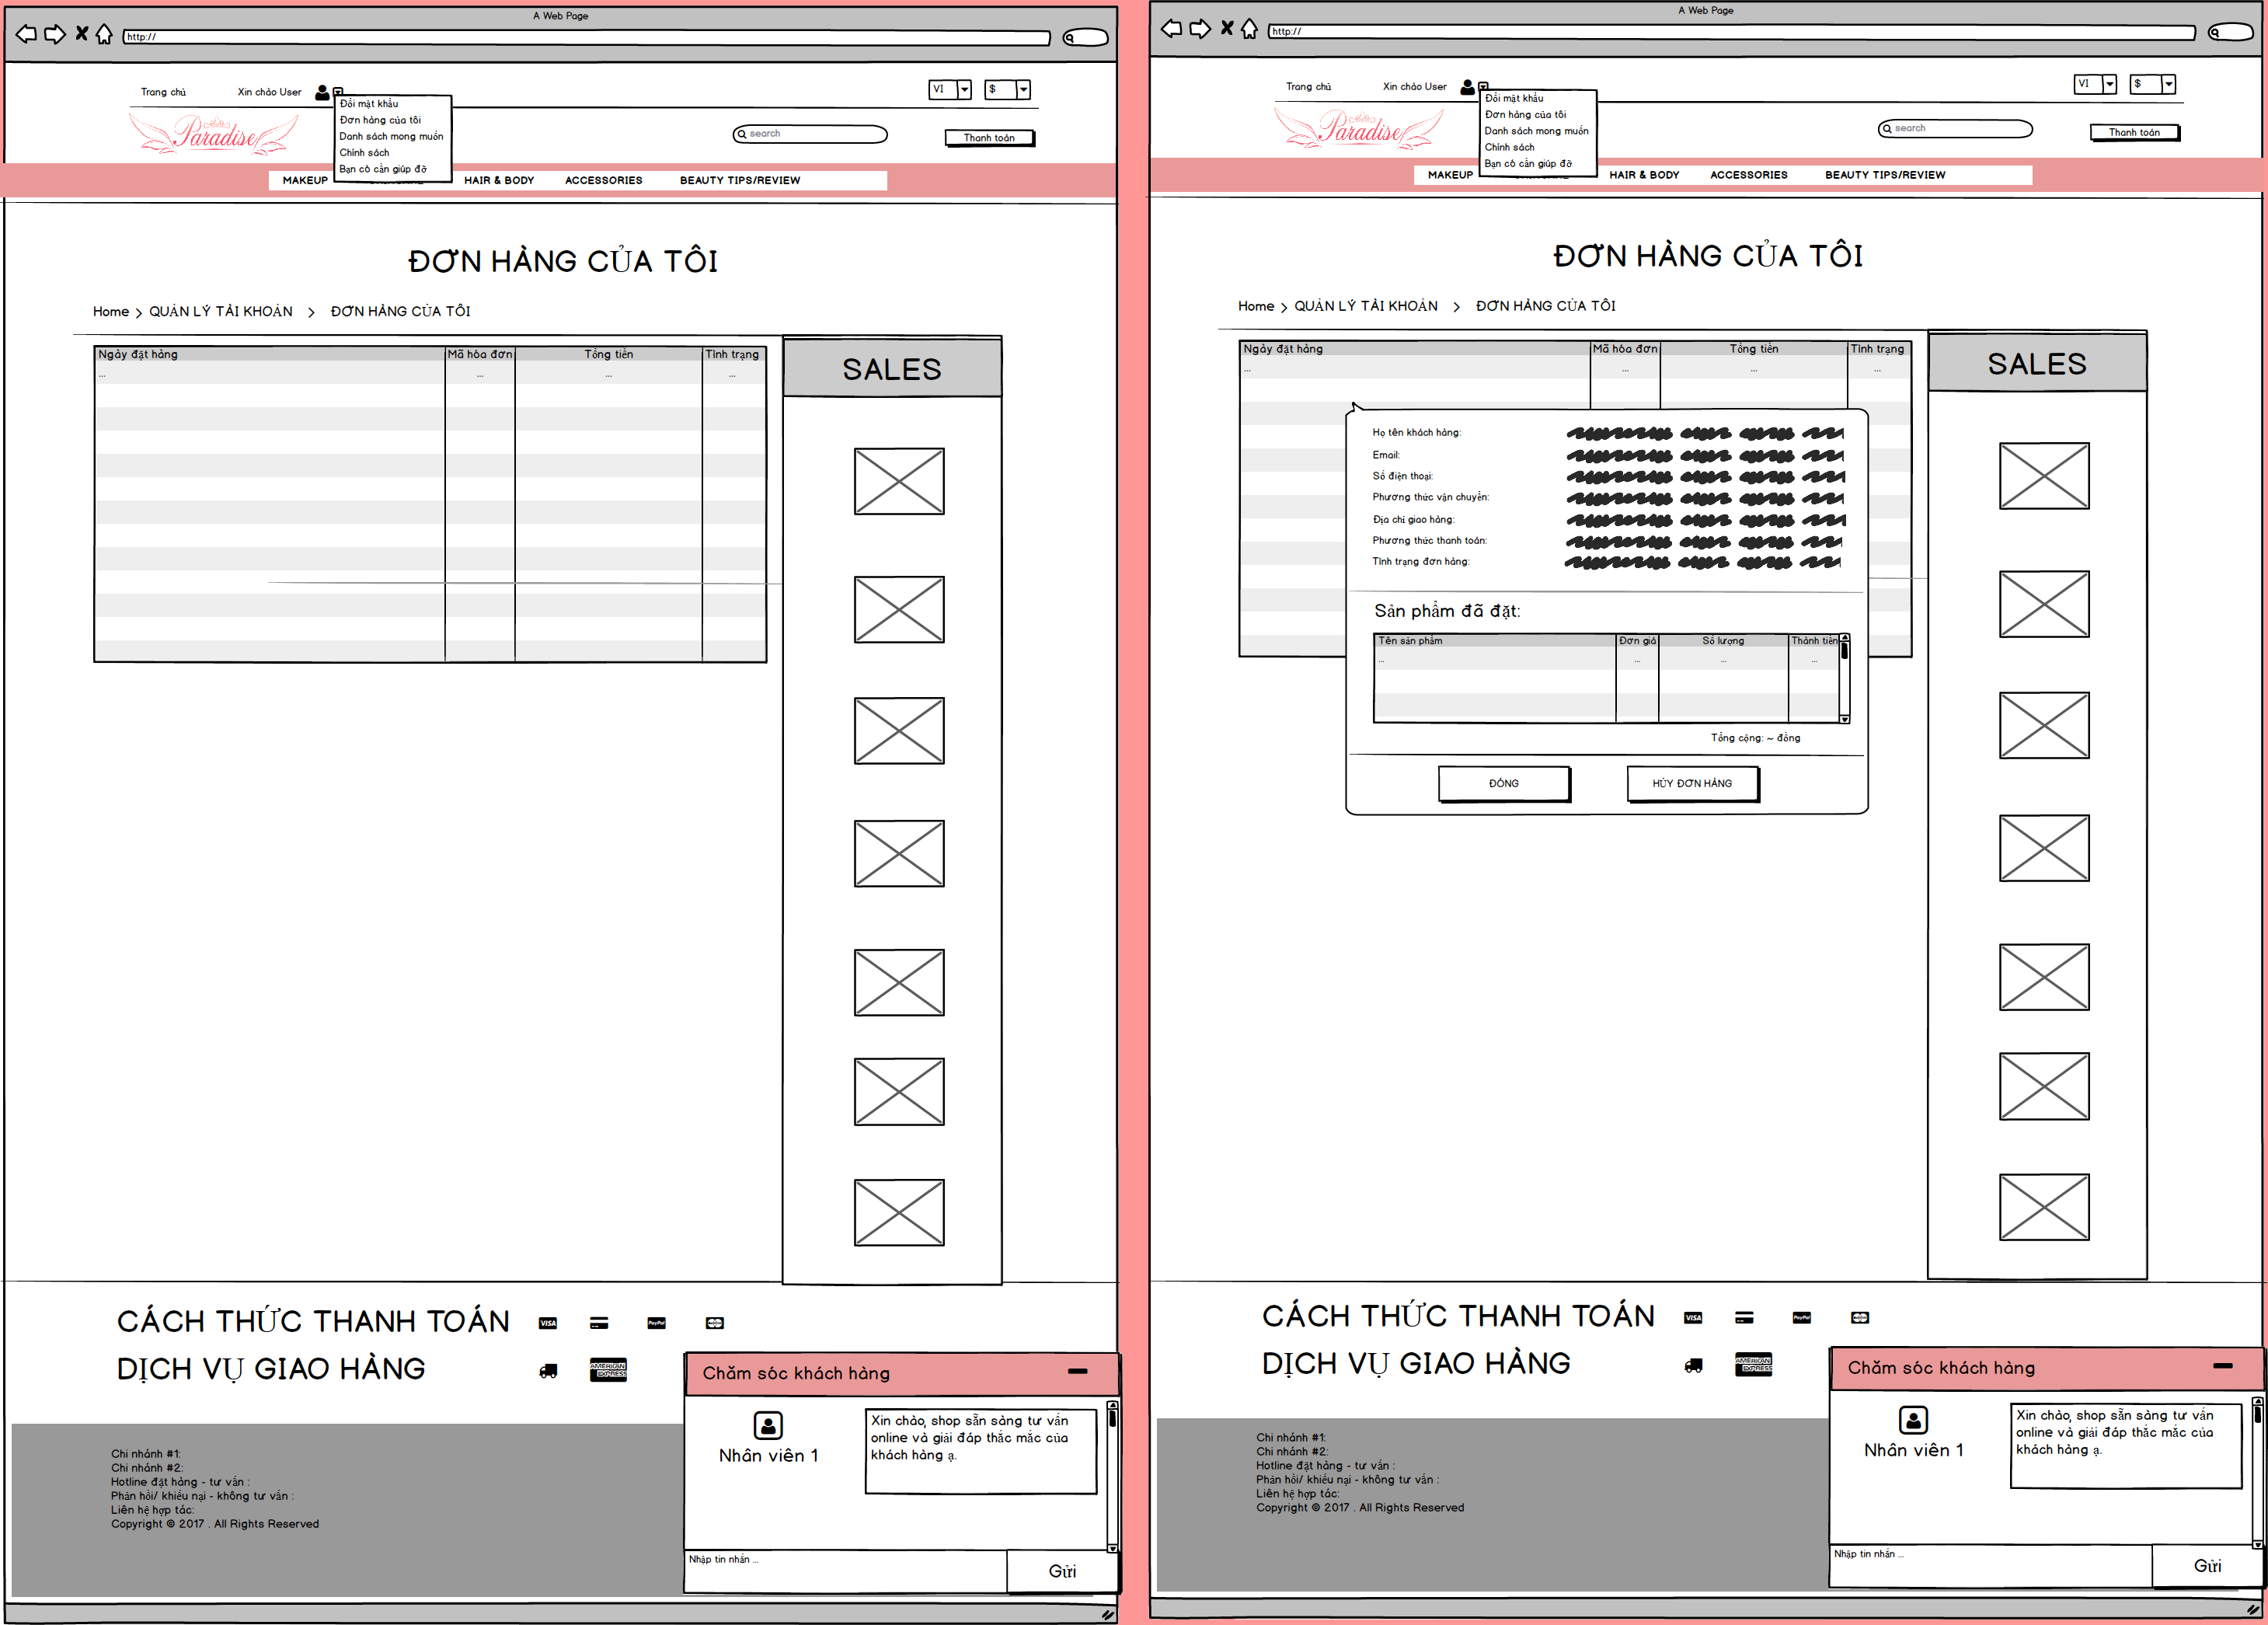 A Web Page
http://
Trang chủ
Xin chào User
VI
$
Đổi mật khẩu
Đơn hàng của tôi
Danh sách mong muốn
Chính sách
Bạn có cần giúp đỡ
Paradise
search
Thanh toán
MAKEUP
HAIR & BODY
ACCESSORIES
BEAUTY TIPS/REVIEW
ĐƠN HÀNG CỦA TÔI
Home > QUẢN LÝ TÀI KHOẢN > ĐƠN HÀNG CỦA TÔI
Ngày đặt hàng
Mã hóa đơn
Tổng tiền
Tình trạng
... ... ... ...
SALES
CÁCH THỨC THANH TOÁN
VISA
PayPal
DỊCH VỤ GIAO HÀNG
AMERICAN EXPRESS
Chăm sóc khách hàng
Nhân viên 1
Xin chào, shop sẵn sàng tư vấn
online và giải đáp thắc mắc của
khách hàng ạ.
Nhập tin nhắn ...
Gửi
Chi nhánh #1:
Chi nhánh #2:
Hotline đặt hàng - tư vấn :
Phản hồi/ khiếu nại - không tư vấn :
Liên hệ hợp tác:
Copyright © 2017 . All Rights Reserved
A Web Page
http://
Trang chủ
Xin chào User
VI
$
Đổi mật khẩu
Đơn hàng của tôi
Danh sách mong muốn
Chính sách
Bạn có cần giúp đỡ
Paradise
search
Thanh toán
MAKEUP
HAIR & BODY
ACCESSORIES
BEAUTY TIPS/REVIEW
ĐƠN HÀNG CỦA TÔI
Home > QUẢN LÝ TÀI KHOẢN > ĐƠN HÀNG CỦA TÔI
Ngày đặt hàng
Mã hóa đơn
Tổng tiền
Tình trạng
... ... ... ...
SALES
Họ tên khách hàng:
Email:
Số điện thoại:
Phương thức vận chuyển:
Địa chỉ giao hàng:
Phương thức thanh toán:
Tình trạng đơn hàng:
Sản phẩm đã đặt:
Tên sản phẩm
Đơn giá
Số lượng
Thành tiền
... ... ... ...
Tổng cộng: ~ đồng
ĐÓNG
HỦY ĐƠN HÀNG
CÁCH THỨC THANH TOÁN
VISA
PayPal
DỊCH VỤ GIAO HÀNG
AMERICAN EXPRESS
Chăm sóc khách hàng
Nhân viên 1
Xin chào, shop sẵn sàng tư vấn
online và giải đáp thắc mắc của
khách hàng ạ.
Nhập tin nhắn ...
Gửi
Chi nhánh #1:
Chi nhánh #2:
Hotline đặt hàng - tư vấn :
Phản hồi/ khiếu nại - không tư vấn :
Liên hệ hợp tác:
Copyright © 2017 . All Rights Reserved